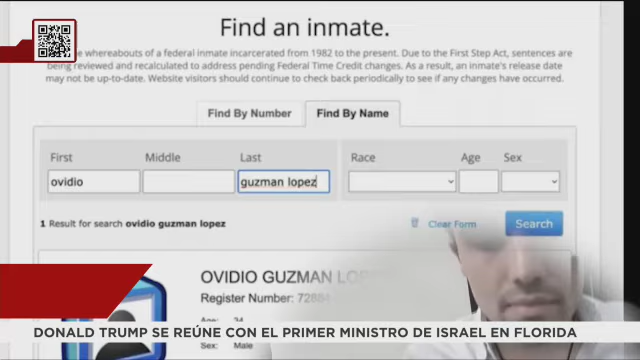 Find an inmate.
whereabouts of a federal inmate incarcerated from 1982 to the present. Due to the First Step Act, sentences are
being reviewed and recalculated to address pending Federal Time Credit changes. As a result, an inmate's release date
may not be up-to-date. Website visitors should continue to check back periodically to see if any changes have occurred.
Find By Number Find By Name
First Middle Last Race Age Sex
ovidio guzman lopez
1 Result for search ovidio guzman lopez Clear Form Search
OVIDIO GUZMAN
Register Number:
Age: 34
Sex: Male
DONALD TRUMP SE REÚNE CON EL PRIMER MINISTRO DE ISRAEL EN FLORIDA